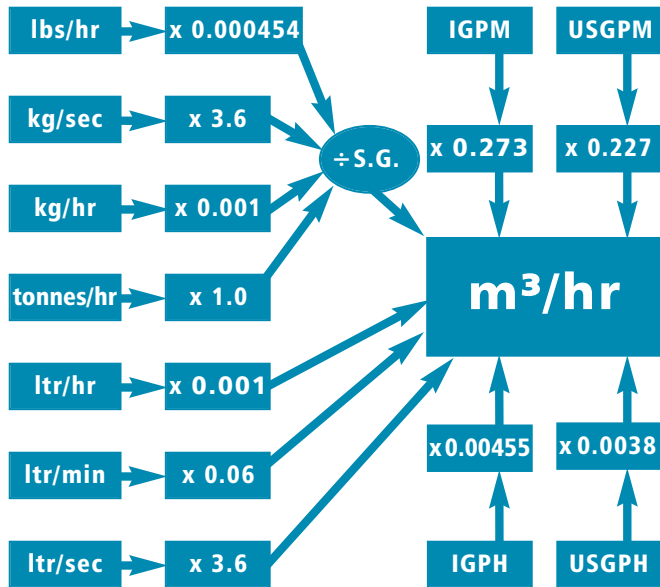 lbs/hr x 0.000454 IGPM USGPM
kg/sec x 3.6 ÷S.G. x 0.273 x 0.227
kg/hr x 0.001
m³/hr
tonnes/hr x 1.0
ltr/hr x 0.001
ltr/min x 0.06 x0.00455 x0.0038
ltr/sec x 3.6 IGPH USGPH